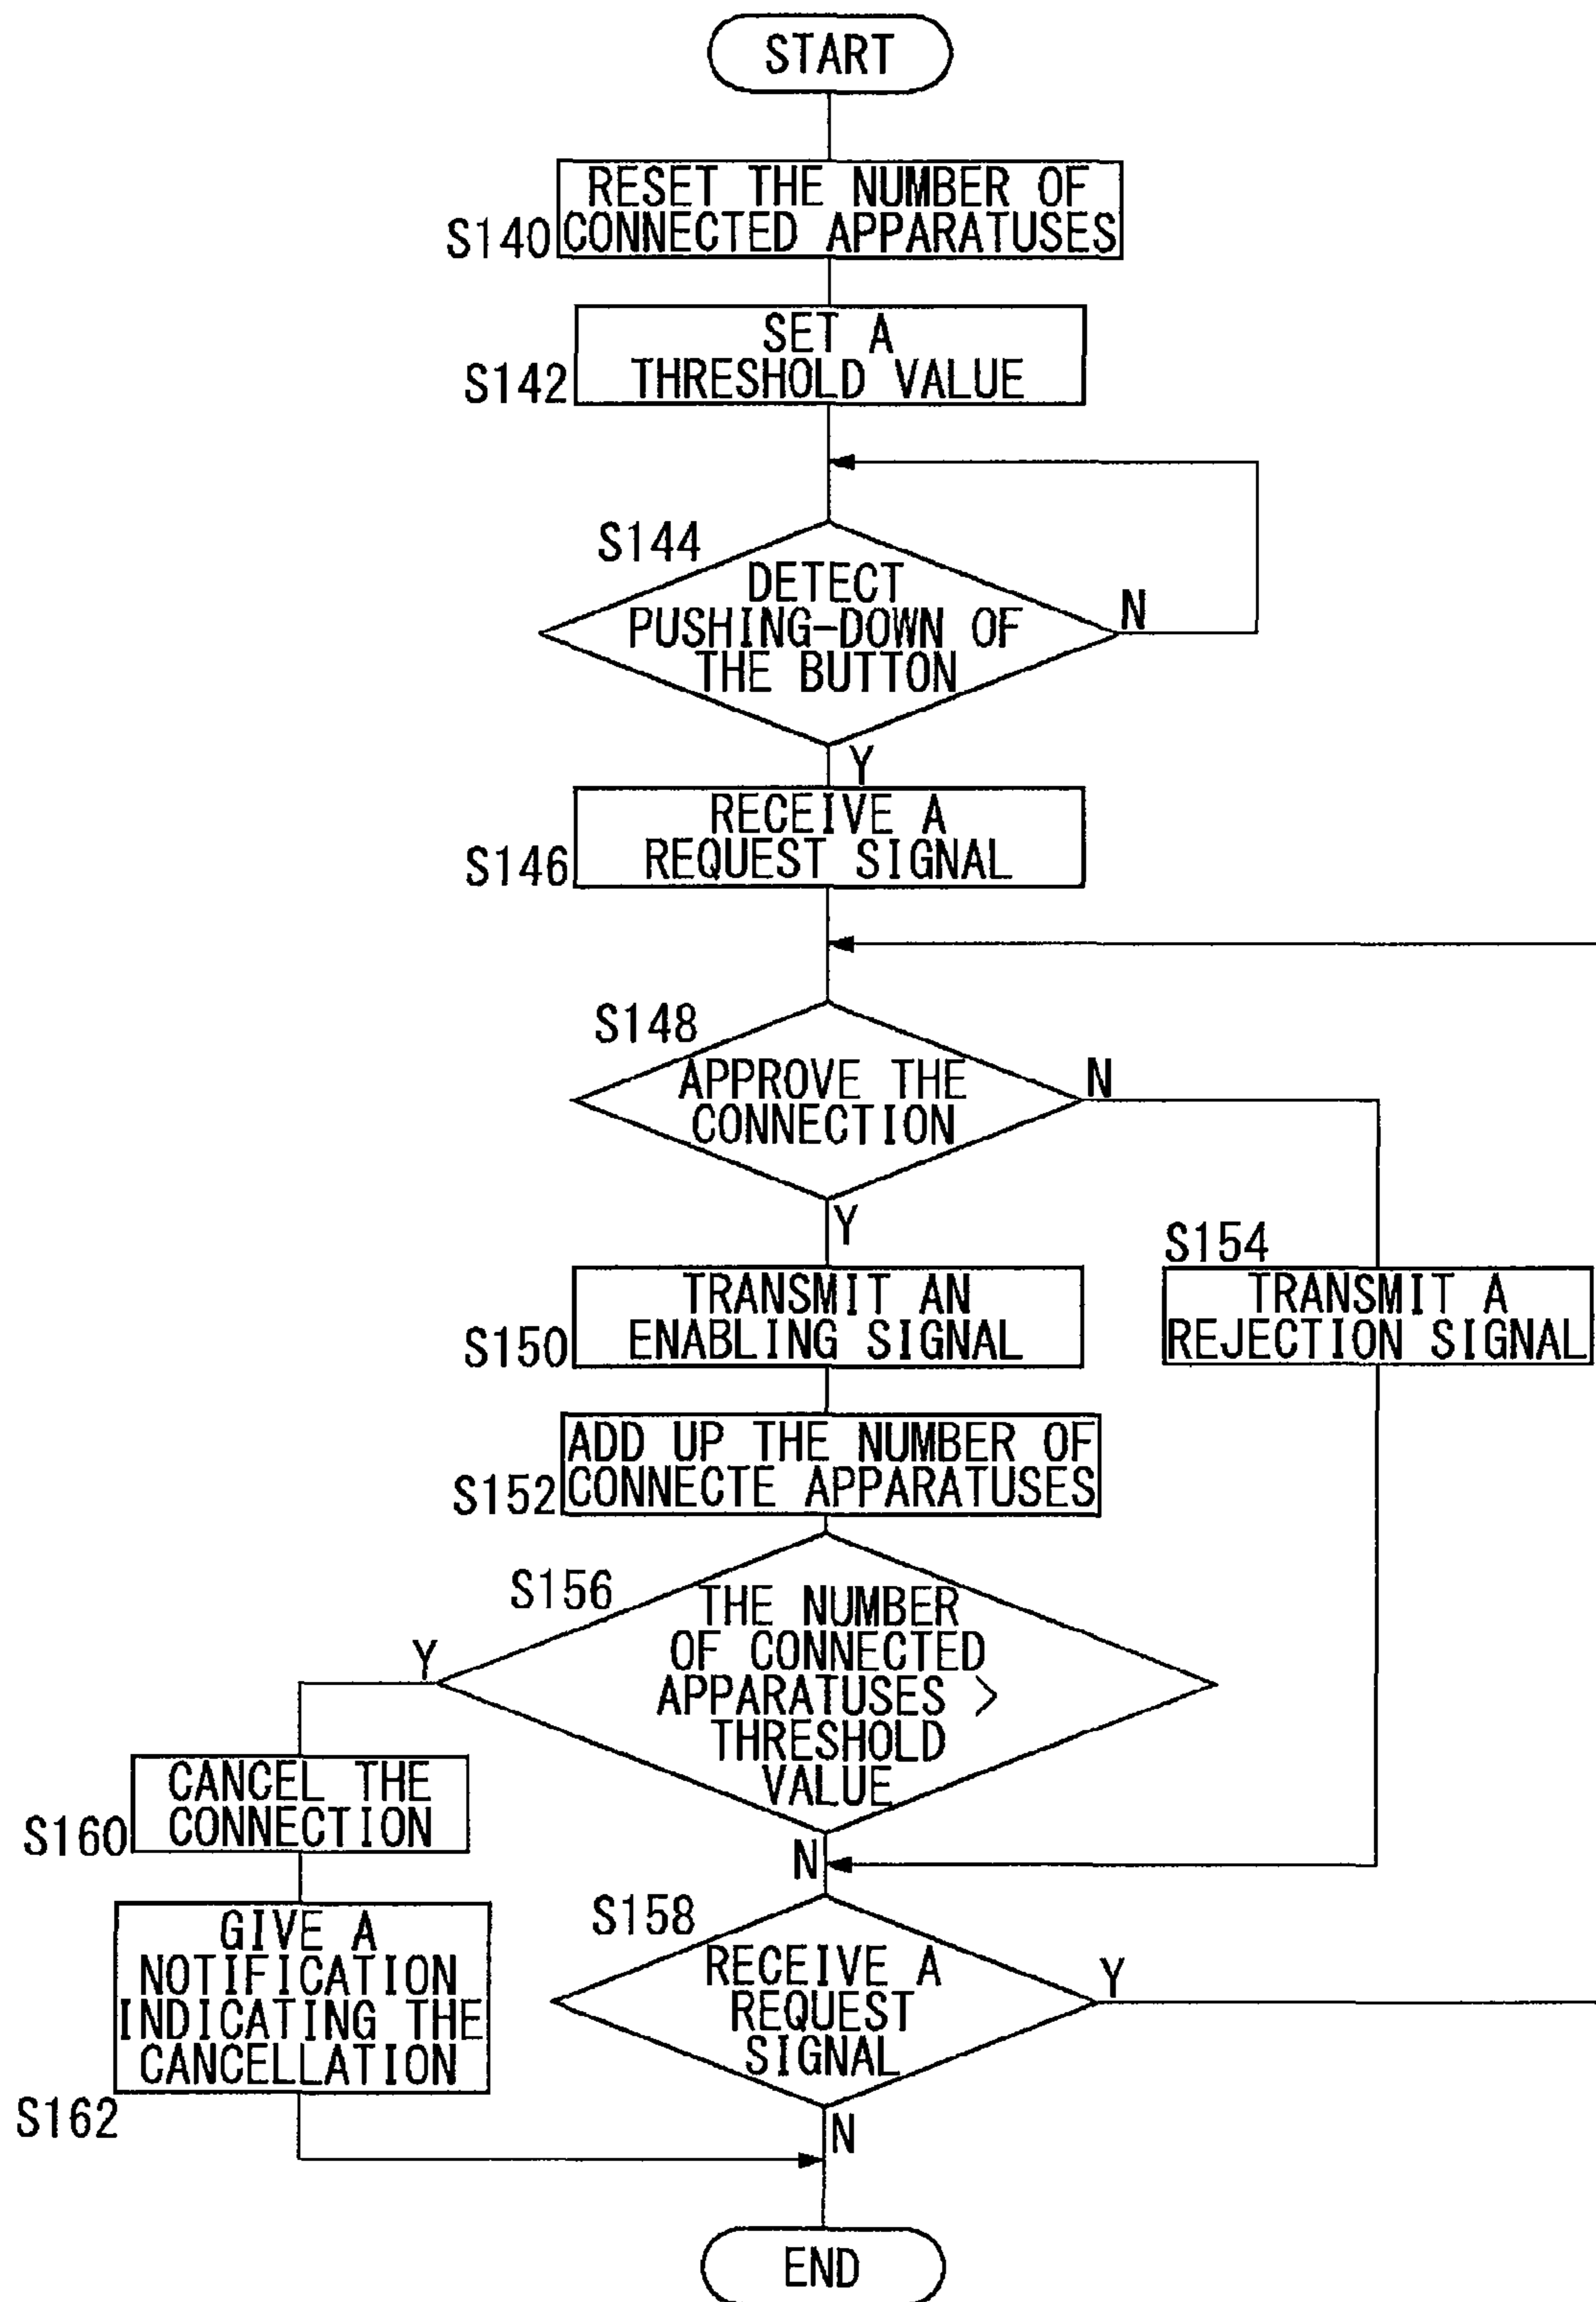 START
RESET THE NUMBER OF
CONNECTED APPARATUSES
S140
SET A
THRESHOLD VALUE
S142
S144
DETECT
PUSHING-DOWN OF
THE BUTTON
N
Y
RECEIVE A
REQUEST SIGNAL
S146
S148
APPROVE THE
CONNECTION
N
Y
S154
TRANSMIT AN
ENABLING SIGNAL
S150
TRANSMIT A
REJECTION SIGNAL
ADD UP THE NUMBER OF
CONNECTE APPARATUSES
S152
S156
THE NUMBER
OF CONNECTED
APPARATUSES >
THRESHOLD
VALUE
Y
N
CANCEL THE
CONNECTION
S160
GIVE A
NOTIFICATION
INDICATING THE
CANCELLATION
S162
S158
RECEIVE A
REQUEST
SIGNAL
Y
N
END